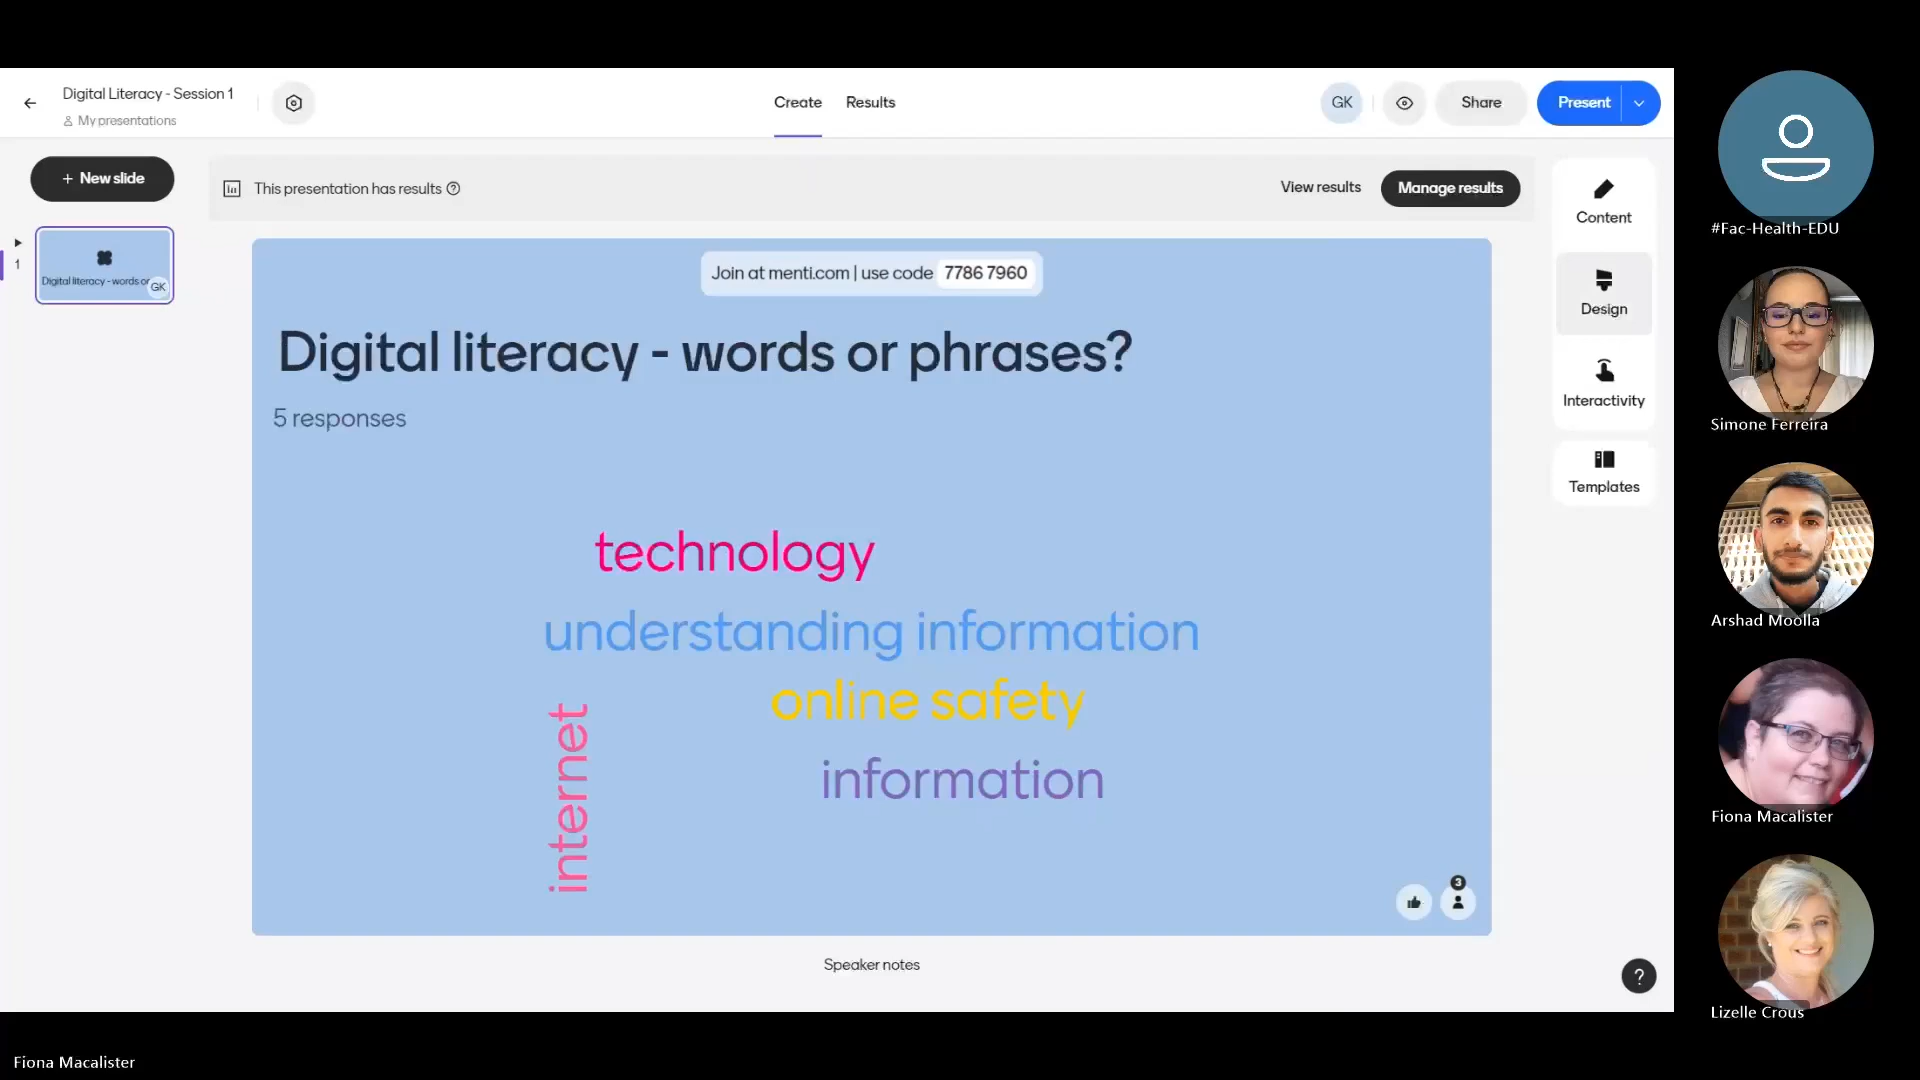 Digital Literacy - Session 1
My presentations
Create
Results
GK
Share
Present
+ New slide
This presentation has results
View results
Manage results
1
Digital literacy - words or
GK
Join at menti.com | use code 7786 7960
Digital literacy - words or phrases?
5 responses
technology
understanding information
online safety
internet
information
3
Speaker notes
Content
Design
Interactivity
Templates
?
#Fac-Health-EDU
Simone Ferreira
Arshad Moolla
Fiona Macalister
Lizelle Crous
Fiona Macalister